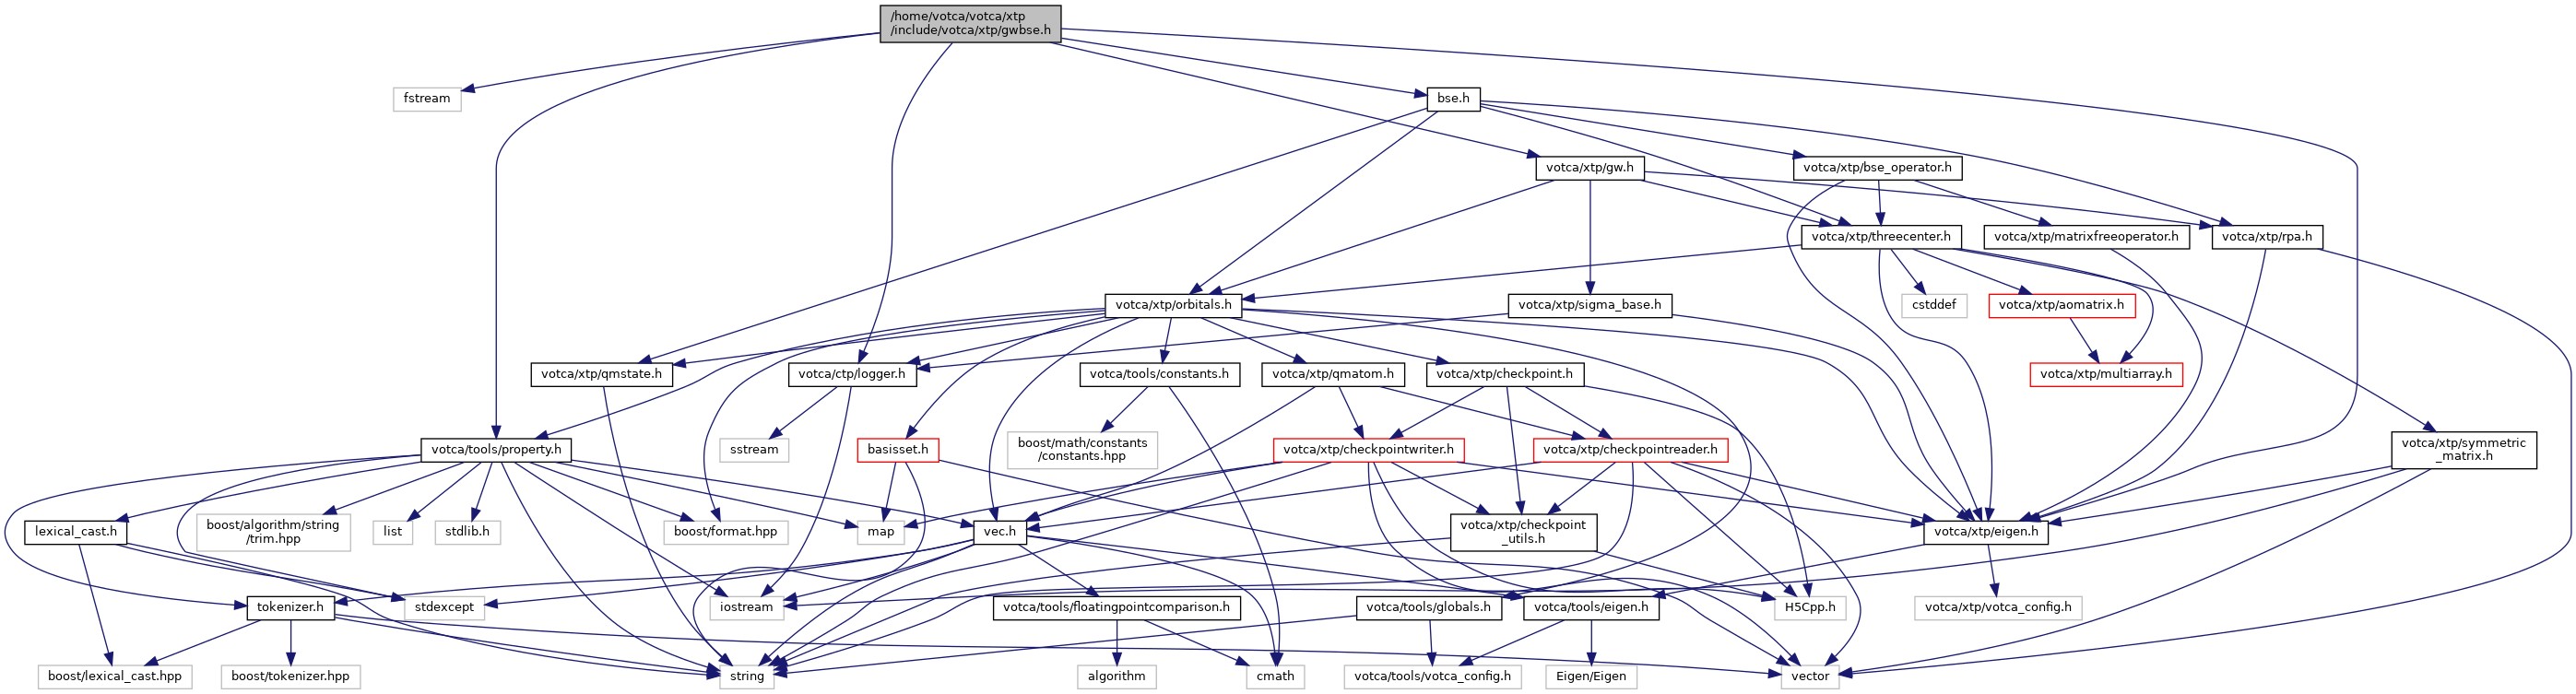 /home/votca/votca/xtp
/include/votca/xtp/gwbse.h
fstream
bse.h
votca/xtp/gw.h
votca/xtp/bse_operator.h
votca/xtp/threecenter.h
votca/xtp/matrixfreeoperator.h
votca/xtp/rpa.h
votca/xtp/orbitals.h
votca/xtp/sigma_base.h
cstddef
votca/xtp/aomatrix.h
votca/xtp/qmstate.h
votca/ctp/logger.h
votca/tools/constants.h
votca/xtp/qmatom.h
votca/xtp/checkpoint.h
votca/xtp/multiarray.h
votca/tools/property.h
sstream
basisset.h
boost/math/constants
/constants.hpp
votca/xtp/checkpointwriter.h
votca/xtp/checkpointreader.h
votca/xtp/symmetric
_matrix.h
lexical_cast.h
boost/algorithm/string
/trim.hpp
list
stdlib.h
boost/format.hpp
map
vec.h
votca/xtp/checkpoint
_utils.h
votca/xtp/eigen.h
tokenizer.h
stdexcept
iostream
votca/tools/floatingpointcomparison.h
votca/tools/globals.h
votca/tools/eigen.h
H5Cpp.h
votca/xtp/votca_config.h
boost/lexical_cast.hpp
boost/tokenizer.hpp
string
algorithm
cmath
votca/tools/votca_config.h
Eigen/Eigen
vector